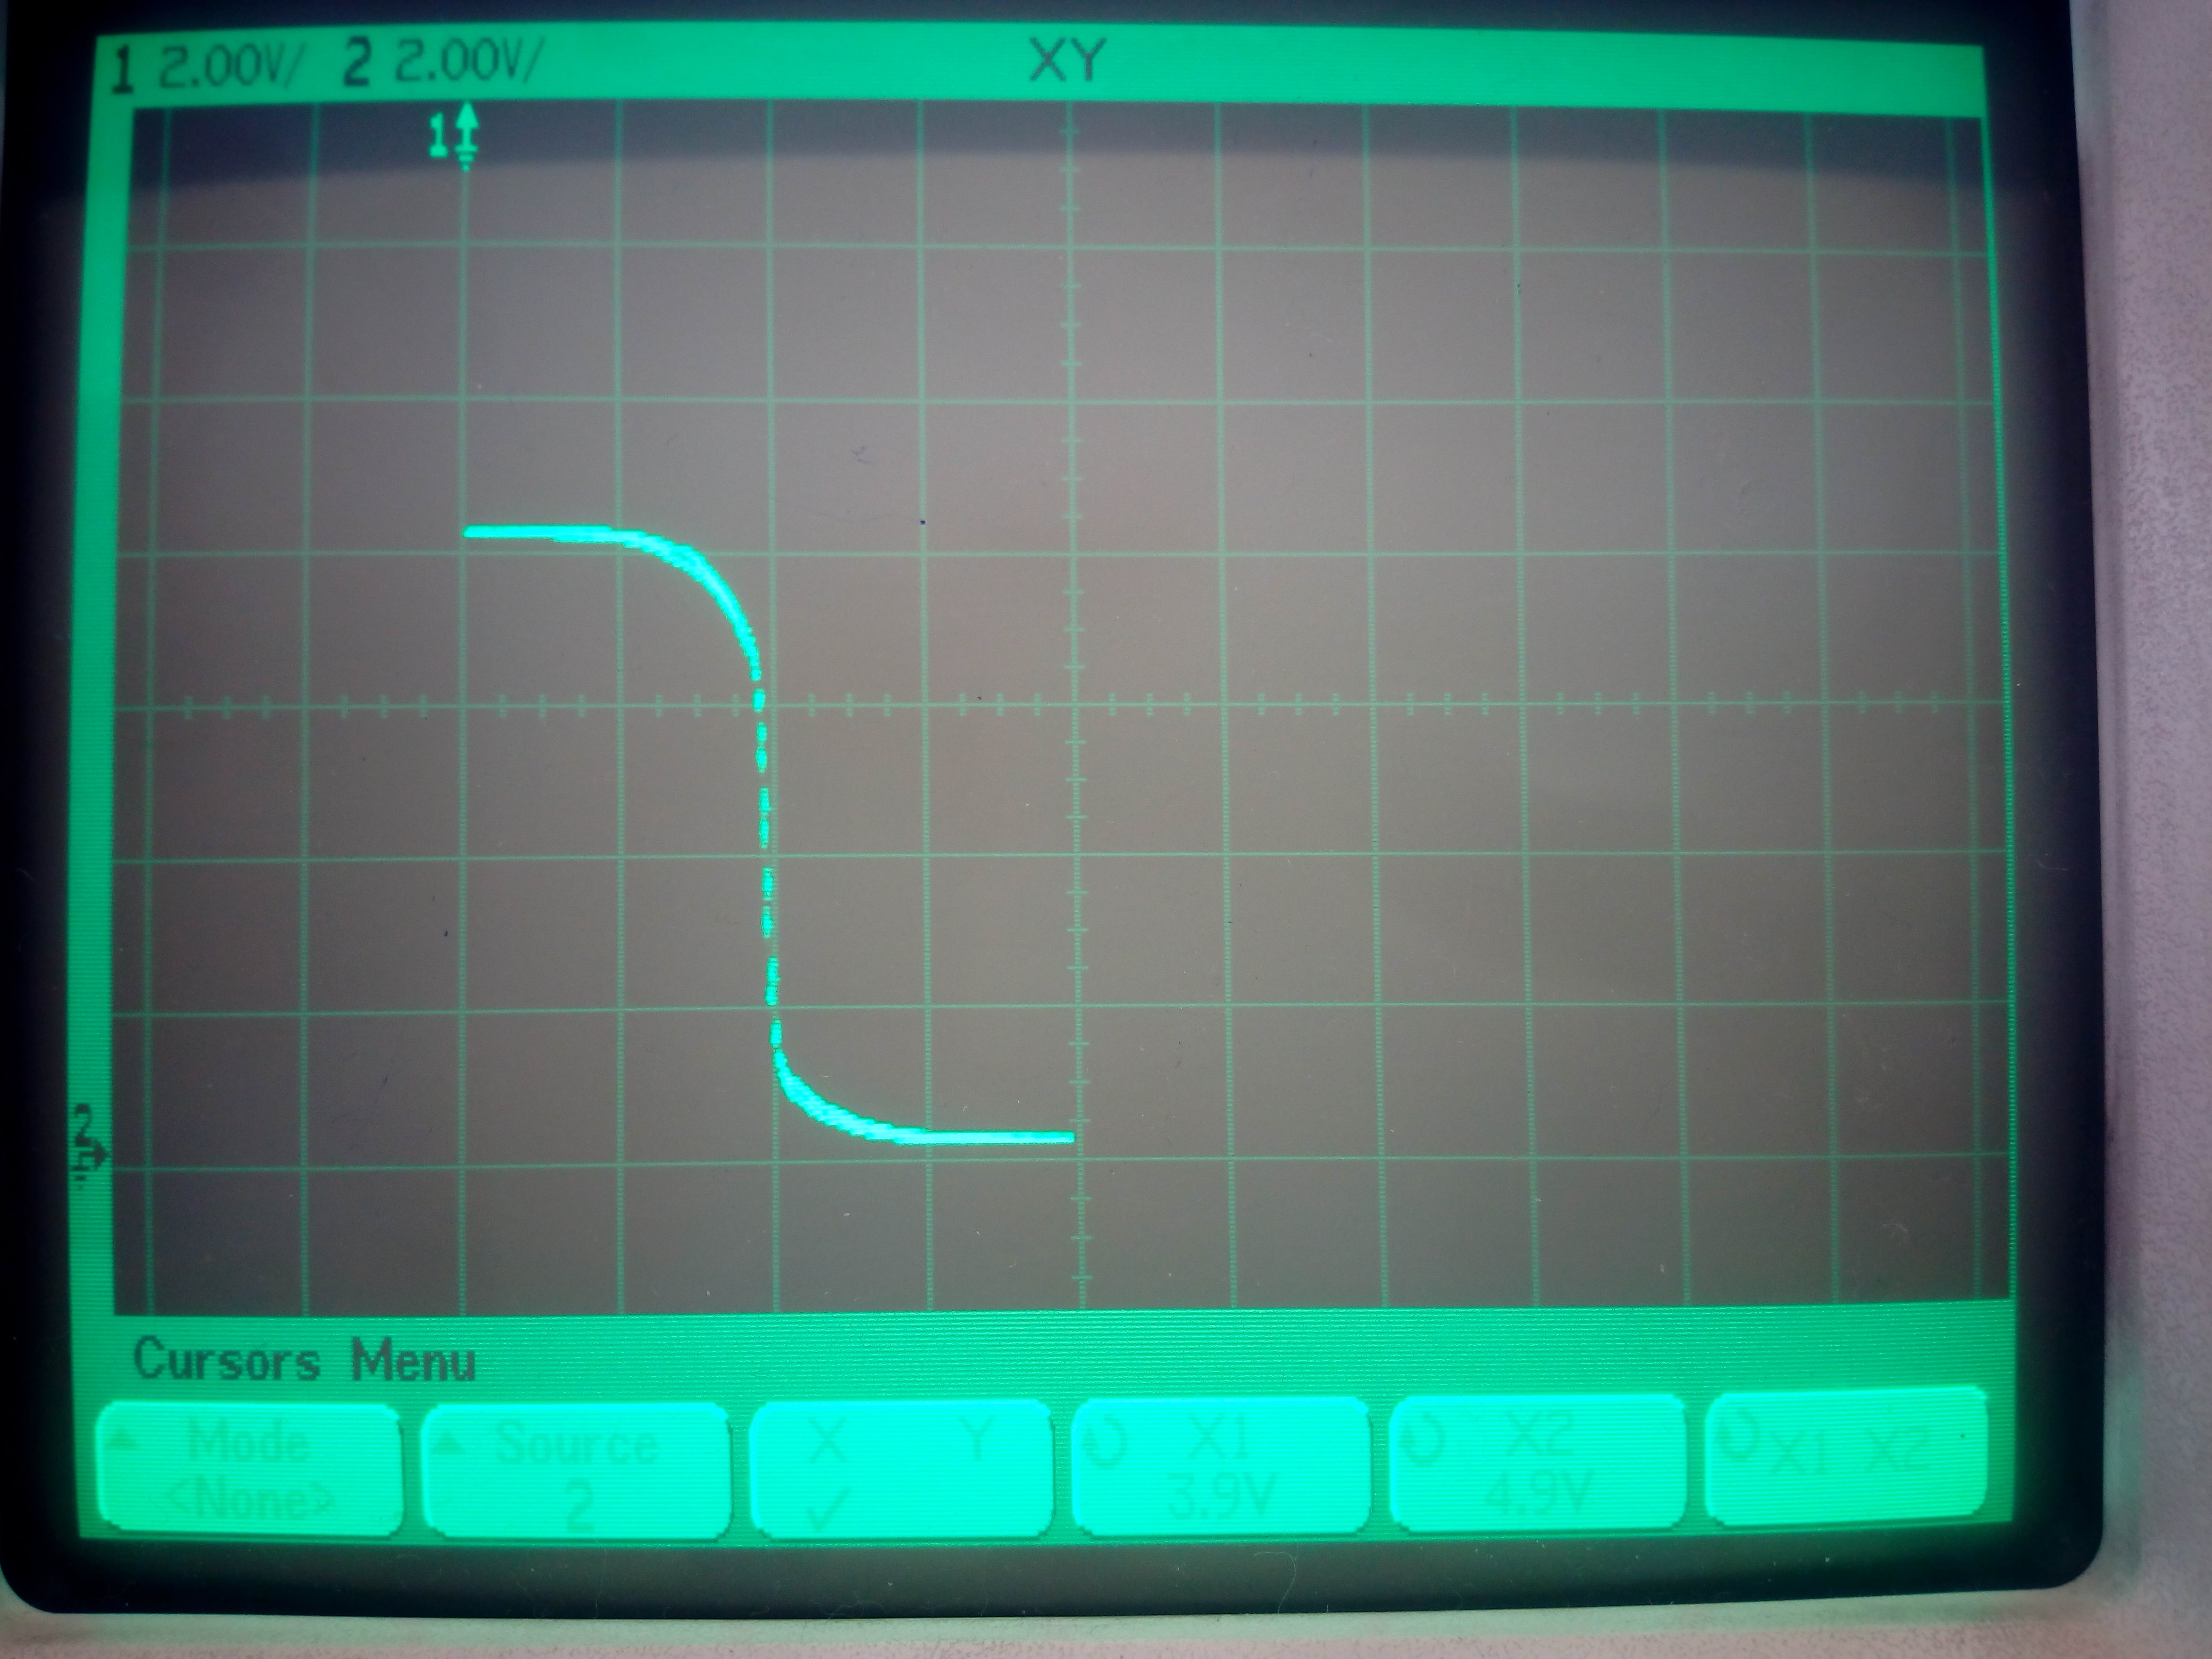 1 2.00V/ 2 2.00V/ XY
1
2
Cursors Menu
Mode Source X Y X1 X2 X1 X2
<None> 2 ✓ 3.9V 4.9V